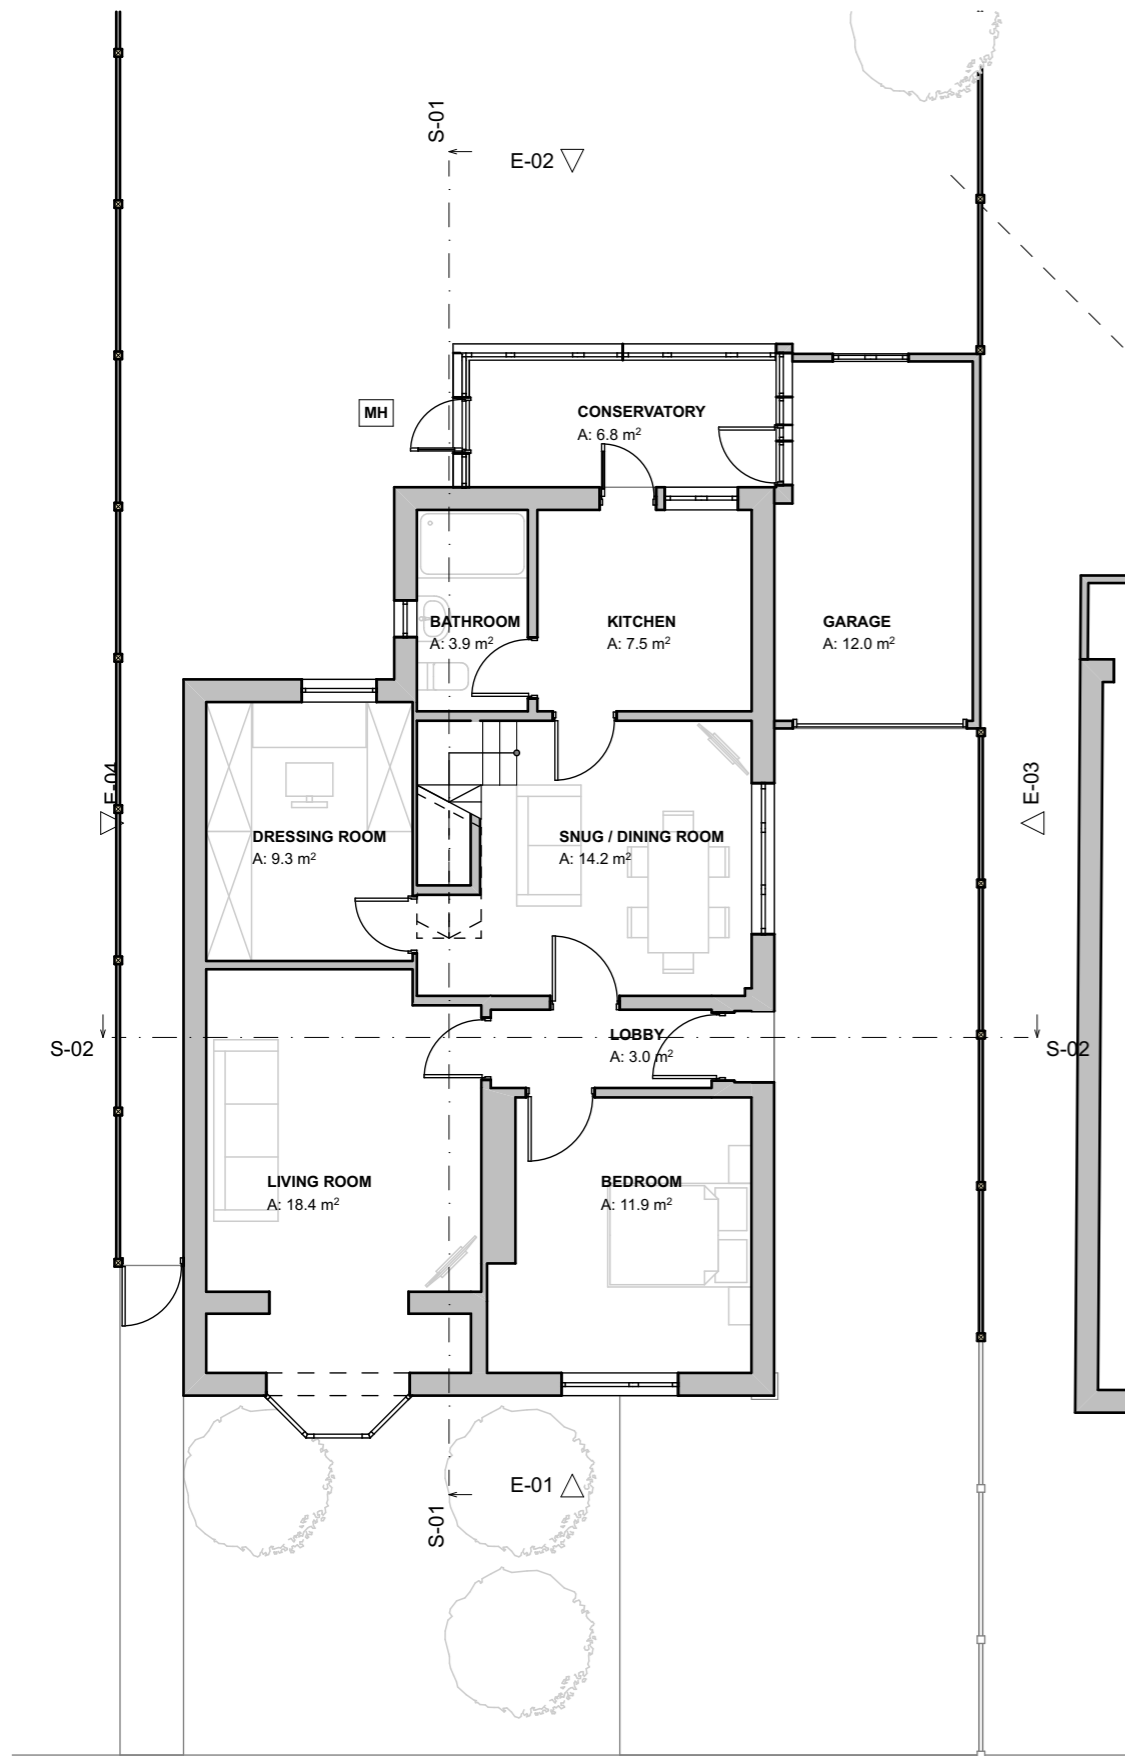 S-01
E-02
MH
CONSERVATORY
A: 6.8 m²
BATHROOM
A: 3.9 m²
KITCHEN
A: 7.5 m²
GARAGE
A: 12.0 m²
E-04
E-03
DRESSING ROOM
A: 9.3 m²
SNUG / DINING ROOM
A: 14.2 m²
LOBBY
A: 3.0 m²
S-02
S-02
LIVING ROOM
A: 18.4 m²
BEDROOM
A: 11.9 m²
E-01
S-01